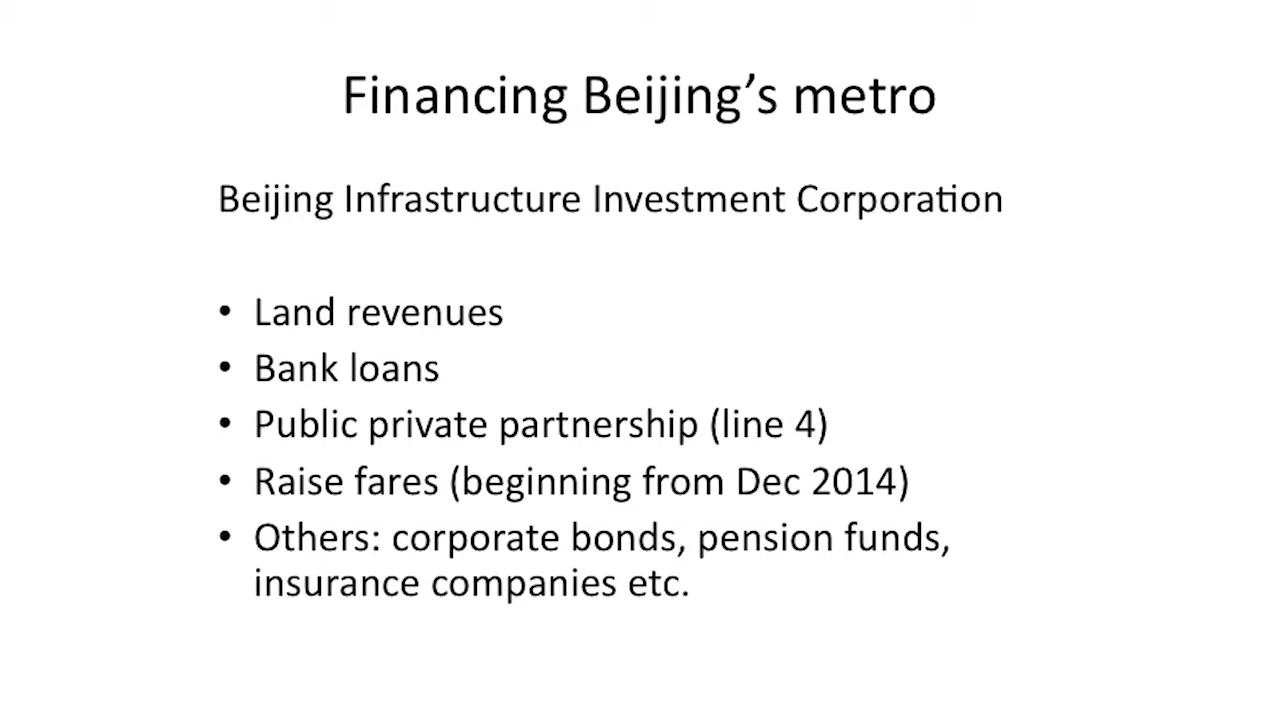 Financing Beijing’s metro
Beijing Infrastructure Investment Corporation
• Land revenues
• Bank loans
• Public private partnership (line 4)
• Raise fares (beginning from Dec 2014)
• Others: corporate bonds, pension funds,
insurance companies etc.